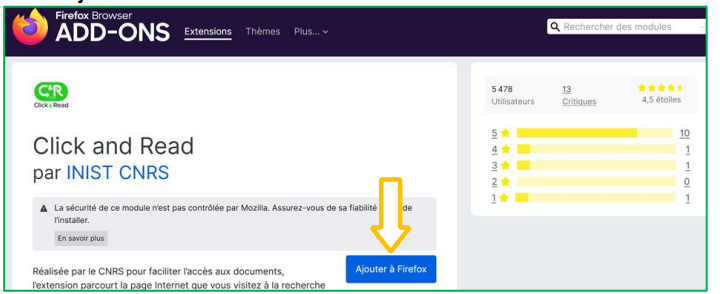 Firefox Browser
ADD-ONS
Extensions
Thèmes
Plus...
Rechercher des modules
C&R
Click & Read
Click and Read
par INIST CNRS
La sécurité de ce module n'est pas contrôlée par Mozilla. Assurez-vous de sa fiabilité de
l'installer.
En savoir plus
Réalisée par le CNRS pour faciliter l'accès aux documents,
l'extension parcourt la page Internet que vous visitez à la recherche
Ajouter à Firefox
5 478
Utilisateurs
13
Critiques
4,5 étoiles
5 10
4 1
3 1
2 0
1 1